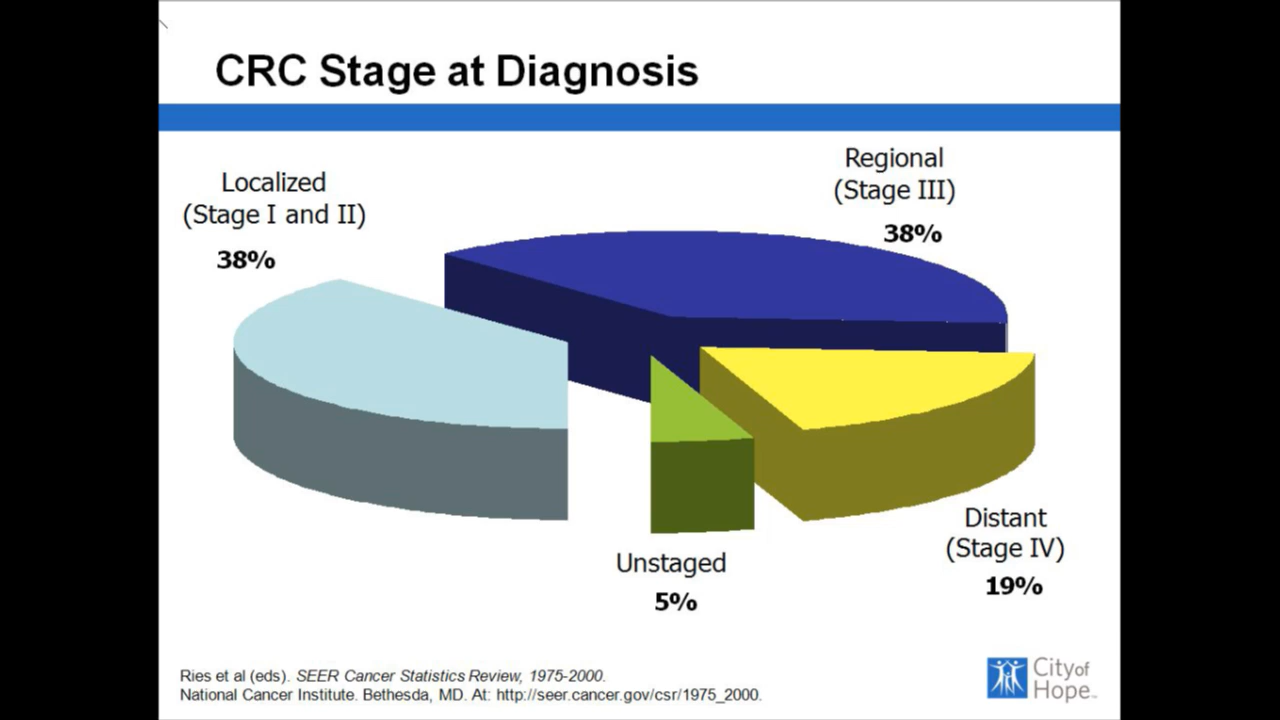 CRC Stage at Diagnosis
Localized
(Stage I and II)
38%
Regional
(Stage III)
38%
Unstaged
5%
Distant
(Stage IV)
19%
Ries et al (eds). SEER Cancer Statistics Review, 1975-2000.
National Cancer Institute. Bethesda, MD. At: http://seer.cancer.gov/csr/1975_2000.
City of
Hope